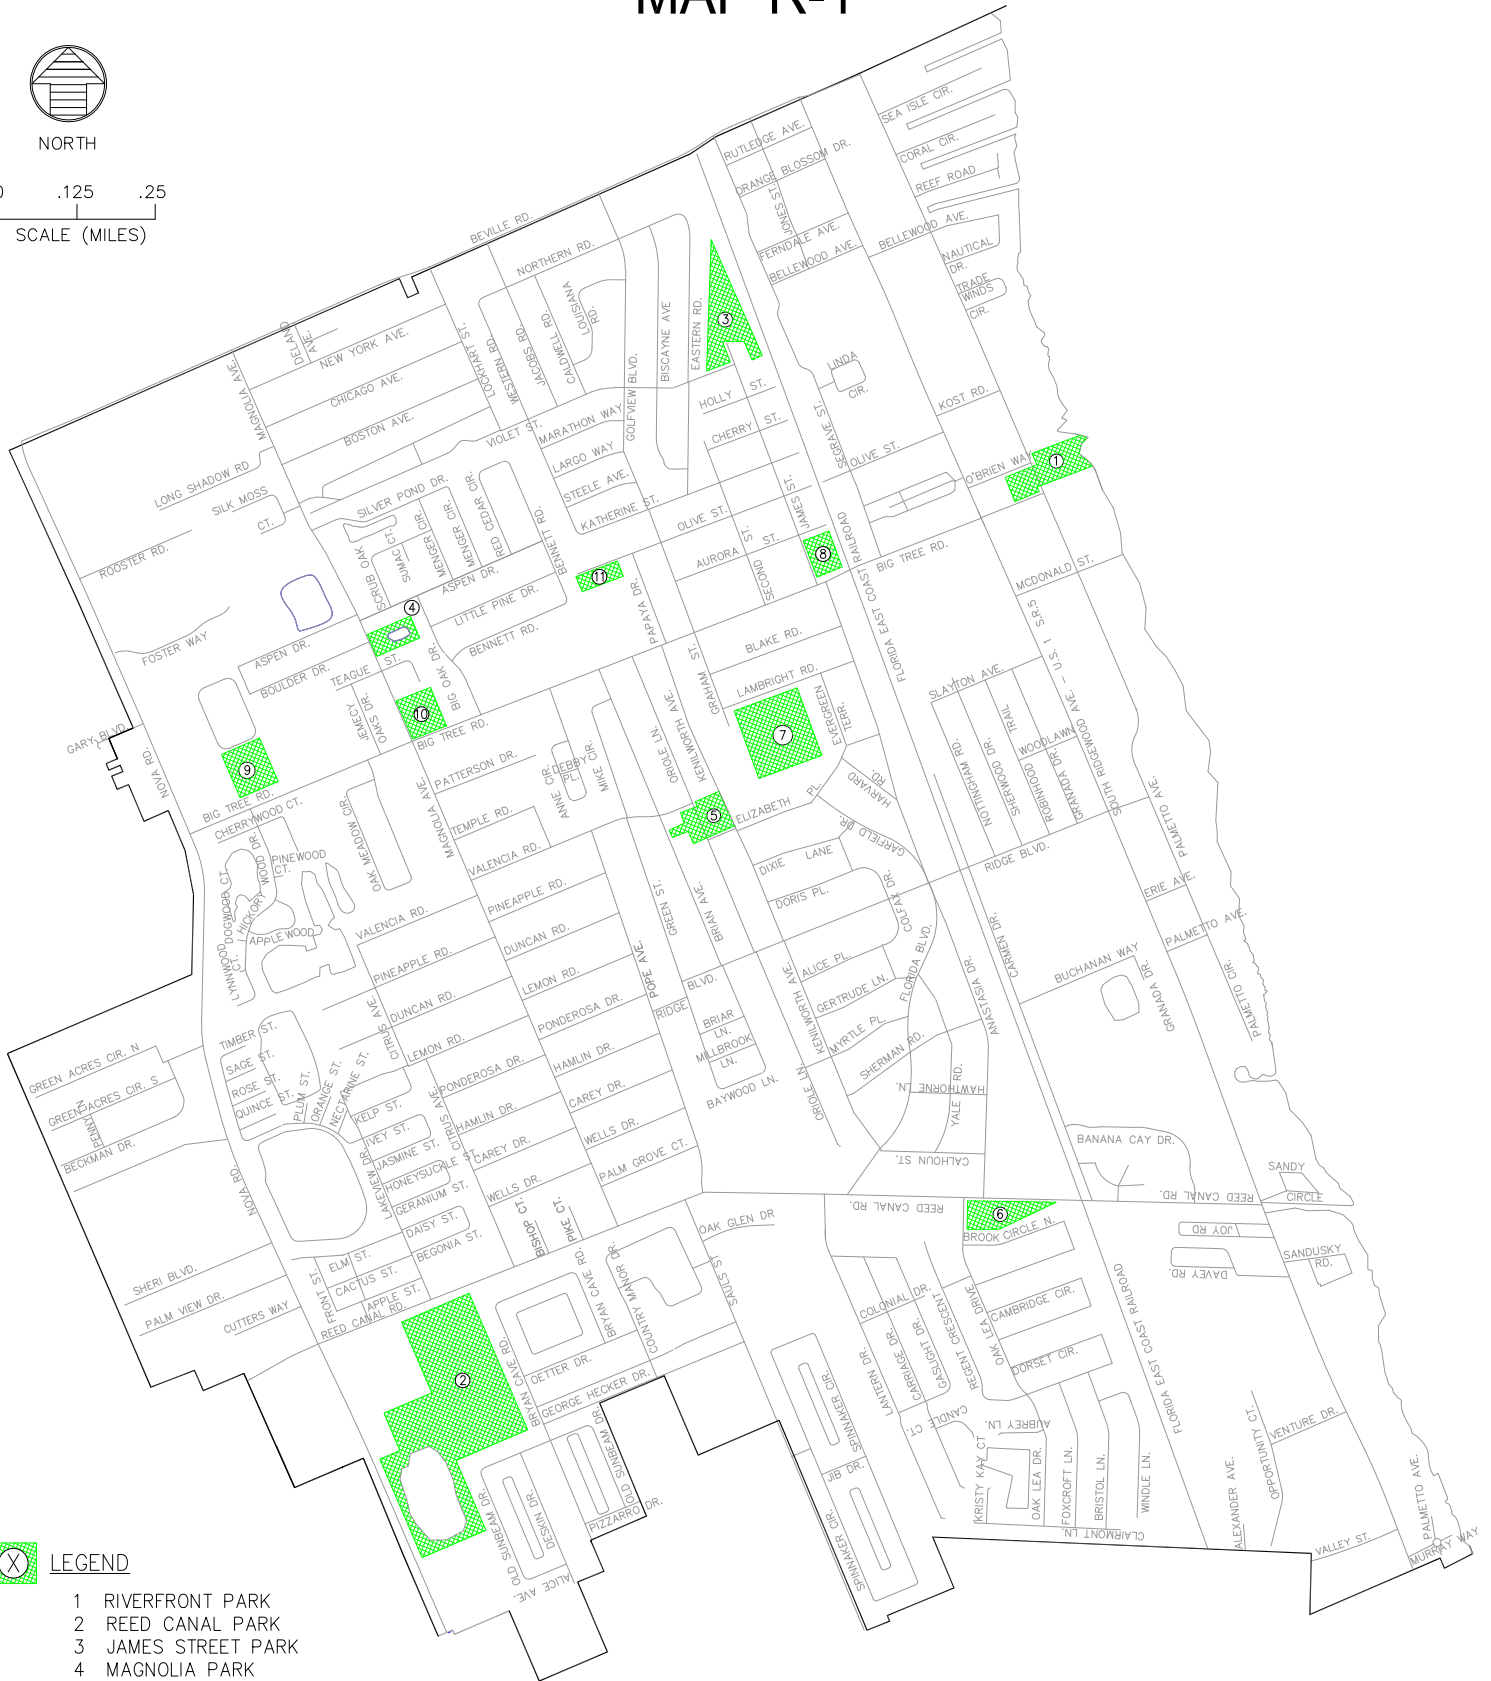 NORTH
.125 .25
SCALE (MILES)
BEVILLE RD.
NORTHERN RD.
RUTLEDGE AVE.
ORANGE BLOSSOM DR.
JONES ST.
FERNDALE AVE.
BELLEWOOD AVE.
SEA ISLE CIR.
CORAL CIR.
REEF ROAD
BELLEWOOD AVE.
NAUTICAL
DR.
TRADE
WINDS
CIR.
DELAND
AVE.
NEW YORK AVE.
CHICAGO AVE.
BOSTON AVE.
MAGNOLIA AVE.
LOCKHART ST.
WESTERN RD
JACOBS RD.
CALDWELL RD.
LOUISIANA
RD.
GOLFVIEW BLVD.
BISCAYNE AVE
EASTERN RD.
3
LINDA
CIR.
KOST RD.
HOLLY ST.
CHERRY ST.
SEGRAVE ST.
OLIVE ST.
O'BRIEN WAY
1
VIOLET ST.
MARATHON WAY
LARGO WAY
STEELE AVE.
KATHERINE ST.
LONG SHADOW RD
SILK MOSS
CT.
SILVER POND DR.
ROOSTER RD.
SCRUB OAK
SUMAC CT.
MENGER CIR.
MENGER CIR.
RED CEDAR CIR.
BENNETT RD.
OLIVE ST.
JAMES ST.
AURORA ST.
SECOND ST.
8
FLORIDA EAST COAST RAILROAD
BIG TREE RD.
MCDONALD ST.
ASPEN DR.
LITTLE PINE DR.
BENNETT RD.
11
4
PAPAYA DR.
FOSTER WAY
ASPEN DR.
BOULDER DR.
TEAGUE ST.
JEMECY DR.
OAKS DR.
BIG OAK DR.
10
BIG TREE RD.
BLAKE RD.
LAMBRIGHT RD.
GRAHAM ST.
KENILWORTH AVE.
ORIOLE LN.
EVERGREEN
TERR.
7
SLAYTON AVE.
SOUTH RIDGEWOOD AVE. - U.S. 1 S.R.5
NOTTINGHAM RD.
SHERWOOD DR.
ROBINHOOD TRAIL
WOODLAWN
GRANADA DR.
GARY BLVD.
NOVA RD.
9
BIG TREE RD.
CHERRYWOOD CT.
PATTERSON DR.
TEMPLE RD.
VALENCIA RD.
MAGNOLIA AVE.
ANNE CIR.
DEBBY
PL.
MIKE CIR.
5
ELIZABETH PL.
HARVARD
RD.
GARFIELD DR.
RIDGE BLVD.
PALMETTO AVE.
PINEWOOD
CT.
HICKORY WOOD DR.
DOGWOOD CT.
LYNNWOOD
CT.
APPLE WOOD
OAK MEADOW CIR.
VALENCIA RD.
PINEAPPLE RD.
PINEAPPLE RD.
DUNCAN RD.
DUNCAN RD.
LEMON RD.
LEMON RD.
PONDEROSA DR.
PONDEROSA DR.
HAMLIN DR.
HAMLIN DR.
CAREY DR.
CAREY DR.
WELLS DR.
WELLS DR.
PALM GROVE CT.
CITRUS AVE.
CITRUS AVE.
POPE AVE.
GREEN ST.
BRIAN AVE.
RIDGE BLVD.
BRIAR
LN.
MILLBROOK
LN.
BAYWOOD LN.
DIXIE LANE
DORIS PL.
COLFAX DR.
ALICE PL.
GERTRUDE LN.
MYRTLE PL.
SHERMAN RD.
KENILWORTH AVE.
ORIOLE LN.
FLORIDA BLVD.
ANASTASIA DR.
CARMEN DR.
HAWTHORNE LN.
YALE RD.
CALHOUN ST.
ERIE AVE.
PALMETTO AVE.
BUCHANAN WAY
GRANADA DR.
PALMETTO CIR.
TIMBER ST.
SAGE ST.
ROSE ST.
QUINCE ST.
PLUM ST.
ORANGE ST.
NECTARINE ST.
GREEN ACRES CIR. N
GREEN ACRES CIR. S
PENNY LN
BECKMAN DR.
NOVA RD.
KELP ST.
IVEY ST.
JASMINE ST.
HONEYSUCKLE ST
GERANIUM ST.
DAISY ST.
BEGONIA ST.
LAKEVIEW DR.
ELM ST.
CACTUS ST.
APPLE ST.
FRONT ST.
REED CANAL RD.
SHERI BLVD.
PALM VIEW DR.
CUTTERS WAY
BISHOP CT.
PIKE CT.
BRYAN CAVE RD.
COUNTRY MANOR DR.
OAK GLEN DR
SAULS ST
REED CANAL RD.
6
BROOK CIRCLE N.
BANANA CAY DR.
REED CANAL RD.
SANDY
CIRCLE
JOY RD
DAVEY RD.
SANDUSKY
RD.
2
BRYAN CAVE RD.
OETTER DR.
GEORGE HECKER DR.
OLD SUNBEAM DR.
OLD SUNBEAM DR.
DESIGN DR.
PIZZARRO DR.
ALICE AVE.
COLONIAL DR.
LANTERN DR.
CARRIAGE DR.
GASLIGHT DR.
REGENT CRESCENT
OAK LEA DRIVE
CAMBRIDGE CIR.
DORSET CIR.
CANDLE CT.
AUBREY LN.
SPINNAKER CIR.
JIB DR.
SPINNAKER CIR.
KRISTY KAY CT
OAK LEA DR.
FOXCROFT LN.
BRISTOL LN.
WINDLE LN.
CLAIRMONT LN.
FLORIDA EAST COAST RAILROAD
ALEXANDER AVE.
OPPORTUNITY CT.
VENTURE DR.
VALLEY ST.
PALMETTO AVE.
MURRAY WAY
X LEGEND
1 RIVERFRONT PARK
2 REED CANAL PARK
3 JAMES STREET PARK
4 MAGNOLIA PARK